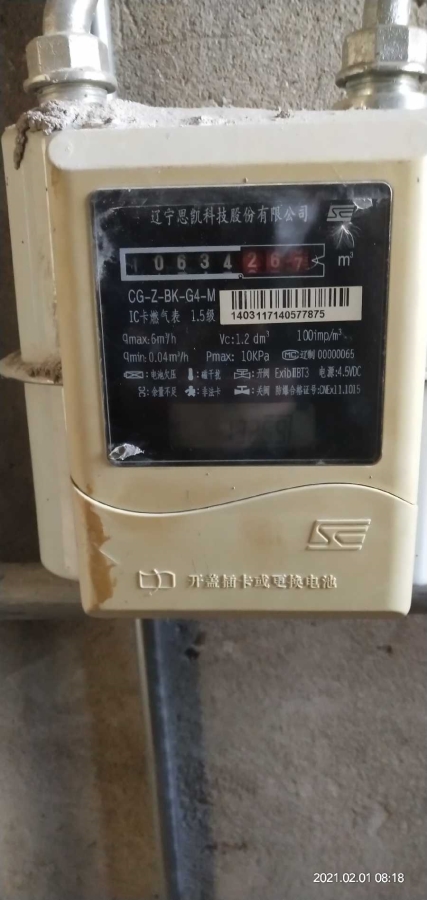 辽宁思凯科技股份有限公司
0634267 m³
CG-Z-BK-G4-M
IC卡燃气表 1.5级
1403117140577875
qmax:6m³/h Vc:1.2 dm³ 100imp/m³
qmin:0.04m³/h Pmax: 10KPa MC 辽制 00000065
:电池欠压 :磁干扰 :开阀 ExibⅡBT3 电源:4.5VDC
:余量不足 :非法卡 :关阀 防爆合格证号:CNEx11.1015
开盖插卡或更换电池
2021.02.01 08:18